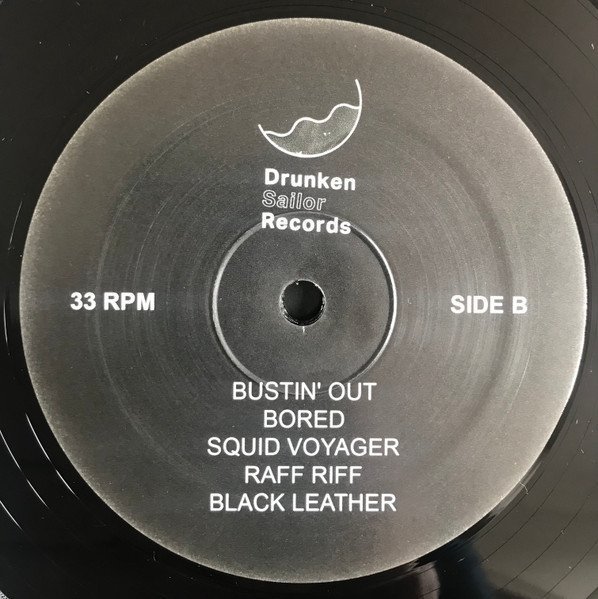 Drunken
Sailor
Records
33 RPM
SIDE B
BUSTIN' OUT
BORED
SQUID VOYAGER
RAFF RIFF
BLACK LEATHER